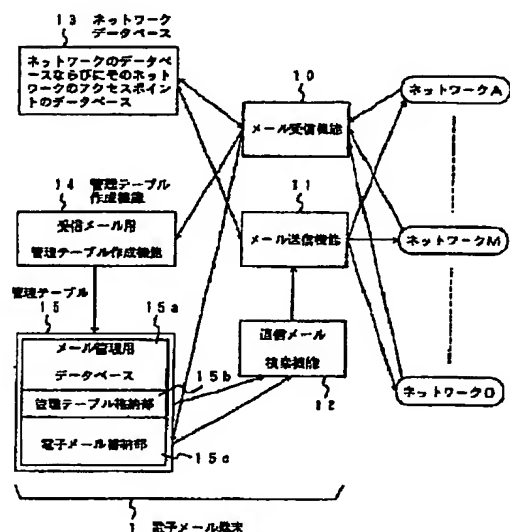 13 ネットワーク
データベース
ネットワークのデータベ
ースならびにそのネット
ワークのアクセスポイン
トのデータベース
10
メール受信機能
ネットワークA
14 管理テーブル
作成機能
受信メール用
管理テーブル作成機能
11
メール送信機能
ネットワークM
管理テーブル
15
15a
メール管理用
データベース
15b
管理テーブル格納部
電子メール蓄納部
15c
送信メール
検索機能
12
ネットワークO
1 電子メール端末